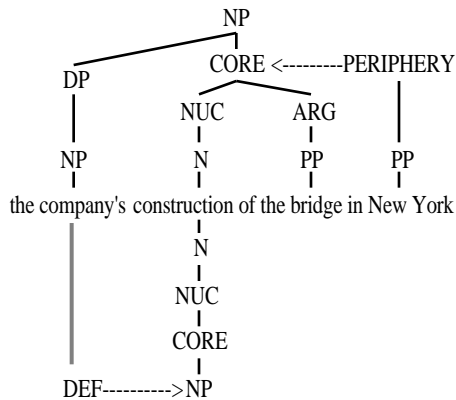 NP
DP CORE <---------PERIPHERY
NUC ARG
NP N PP PP
the company's construction of the bridge in New York
N
NUC
CORE
DEF---------->NP